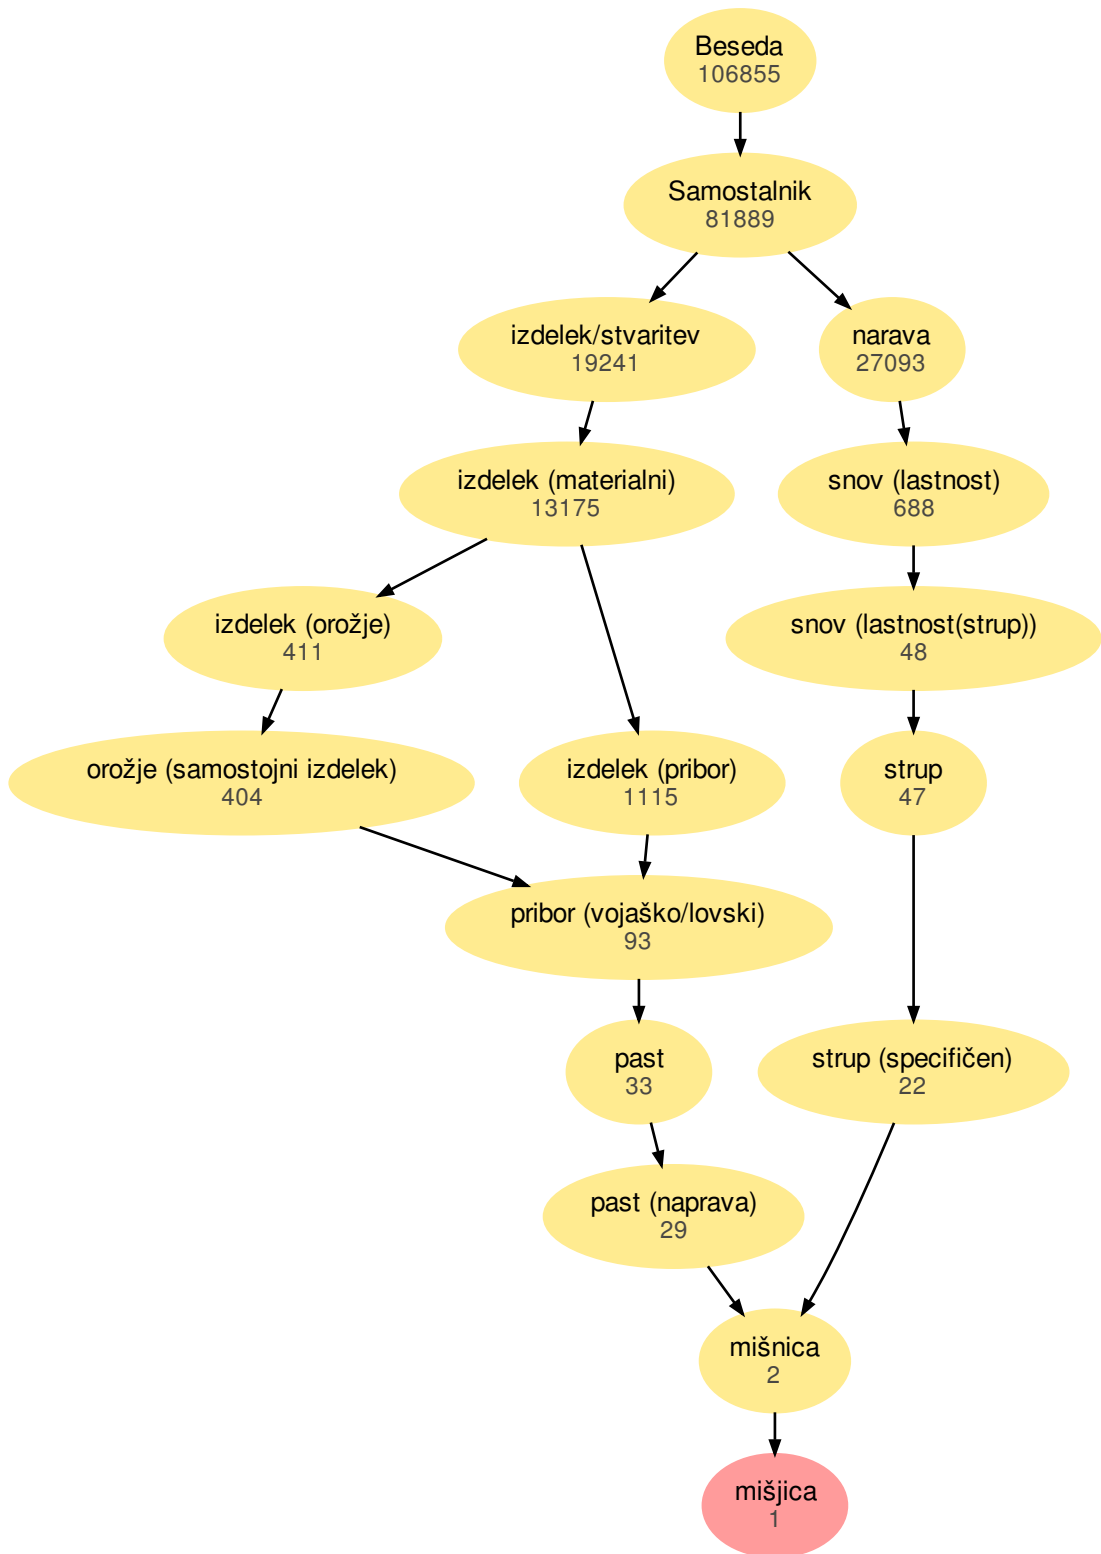 Beseda
106855
Samostalnik
81889
izdelek/stvaritev
19241
narava
27093
izdelek (materialni)
13175
snov (lastnost)
688
izdelek (orožje)
411
snov (lastnost(strup))
48
orožje (samostojni izdelek)
404
izdelek (pribor)
1115
strup
47
pribor (vojaško/lovski)
93
past
33
strup (specifičen)
22
past (naprava)
29
mišnica
2
mišjica
1